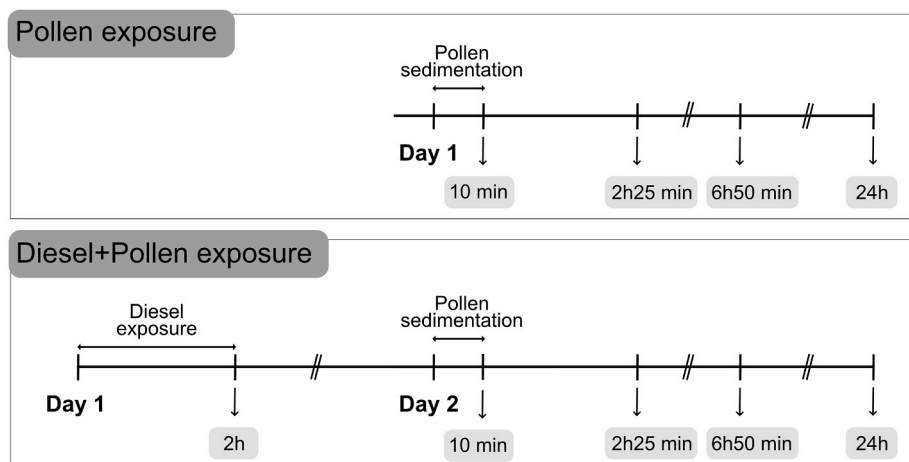 Pollen exposure
Pollen
sedimentation
Day 1
10 min
2h25 min
6h50 min
24h
Diesel+Pollen exposure
Diesel
exposure
Pollen
sedimentation
Day 1
Day 2
2h
10 min
2h25 min
6h50 min
24h